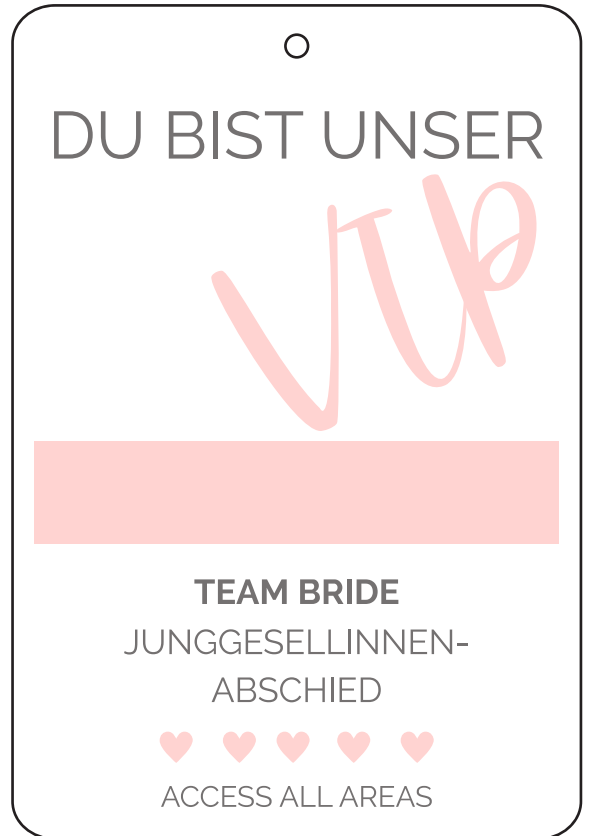 DU BIST UNSER
VIP
TEAM BRIDE
JUNGGESELLINNEN-
ABSCHIED
ACCESS ALL AREAS